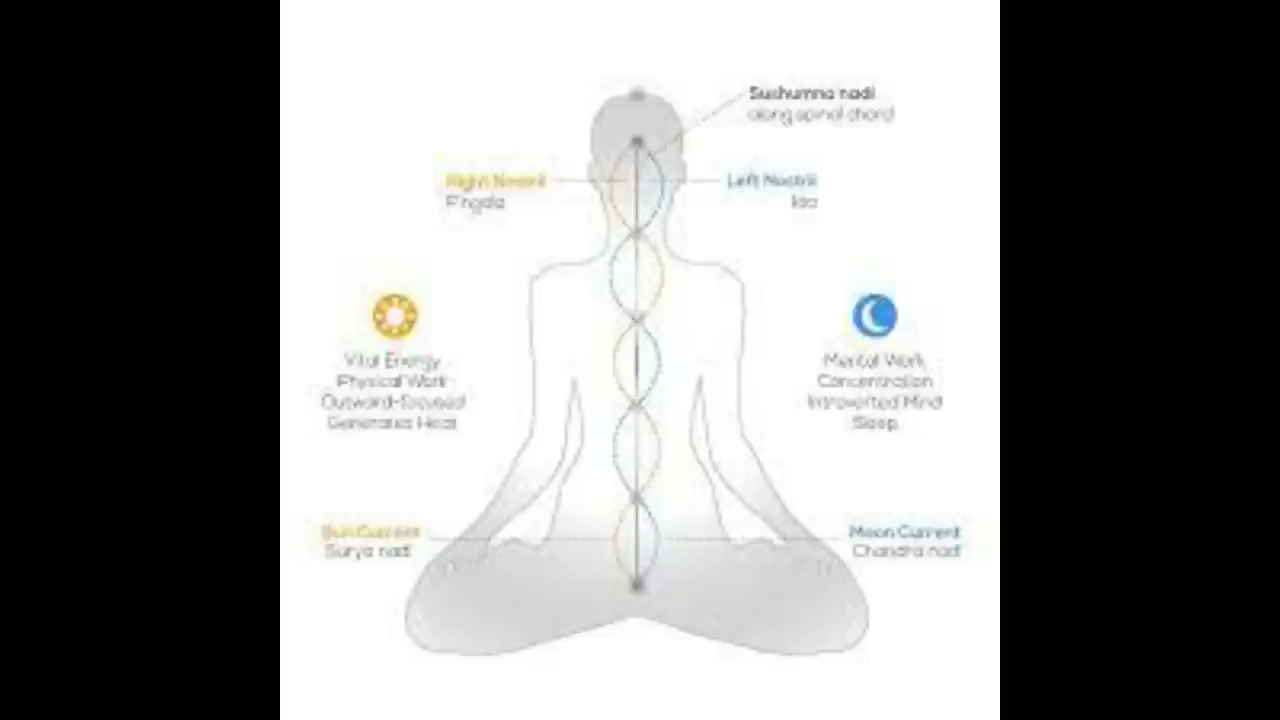 Sushumna nadi
along spinal chord
Right Nostril
Pingala
Left Nostril
Ida
Vital Energy
Physical Work
Outward-focused
Generates Heat
Mental Work
Concentration
Introverted Mind
Sleep
Sun Current
Surya nadi
Moon Current
Chandra nadi